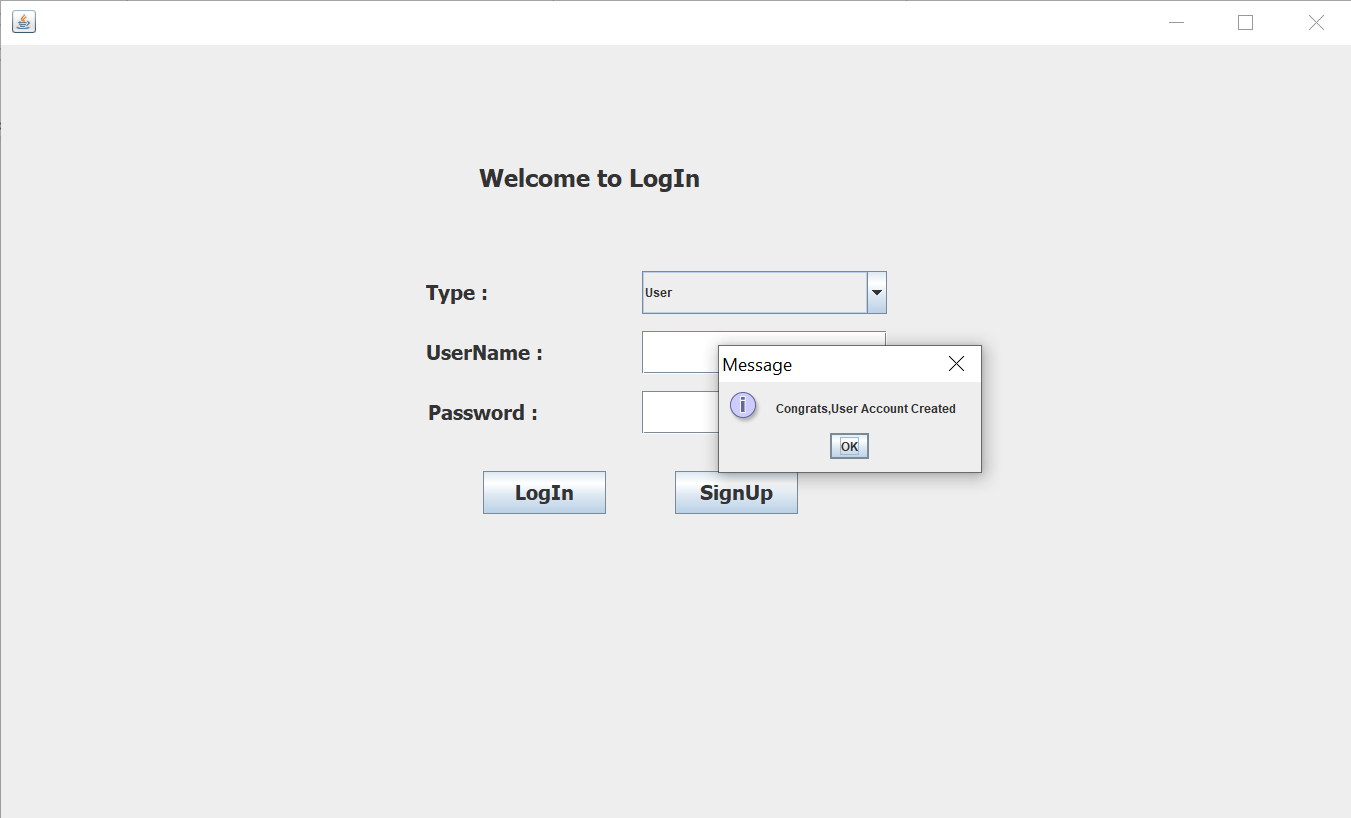 Welcome to LogIn
Type :
User
UserName :
Message
Congrats,User Account Created
OK
Password :
LogIn
SignUp